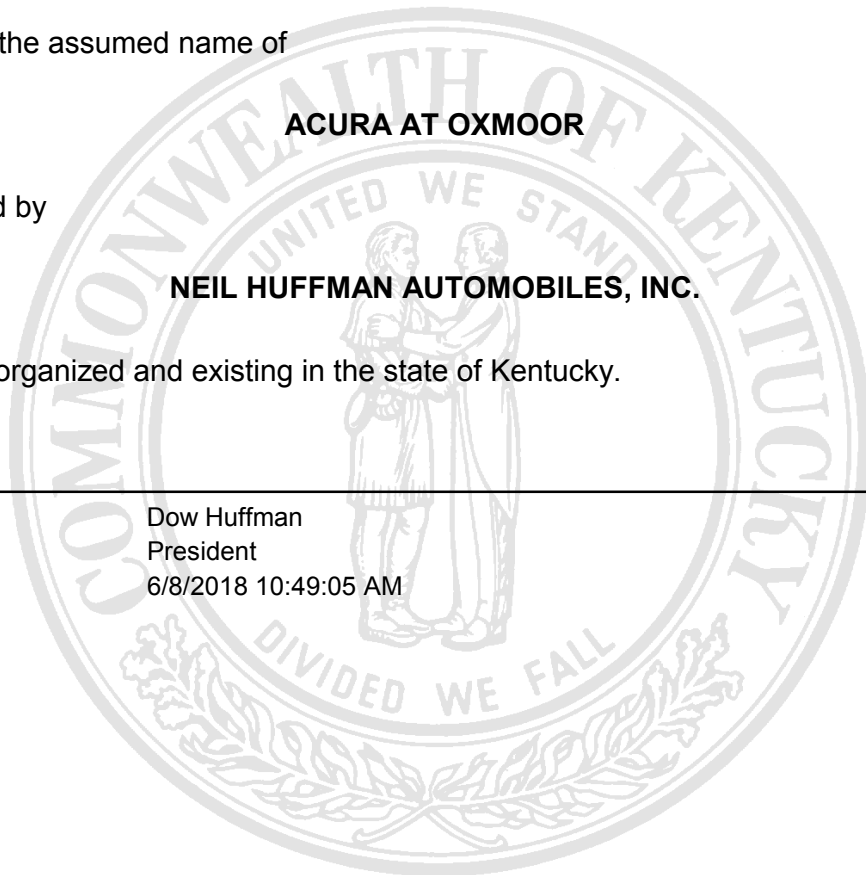 the assumed name of
ACURA AT OXMOOR
d by
NEIL HUFFMAN AUTOMOBILES, INC.
organized and existing in the state of Kentucky.
Dow Huffman
President
6/8/2018 10:49:05 AM
COMMONWEALTH OF KENTUCKY
UNITED WE STAND
DIVIDED WE FALL